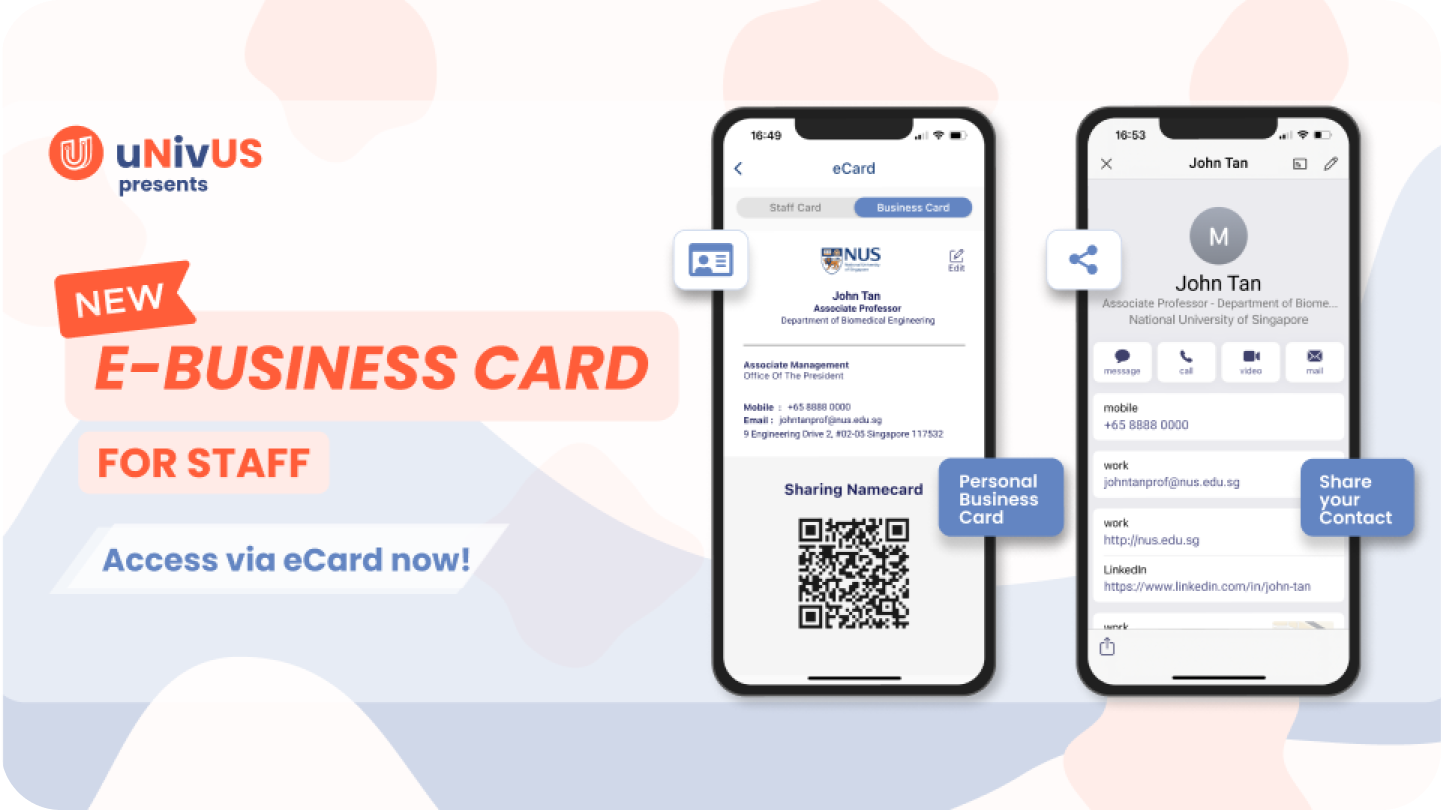 uNivUS
presents
NEW
E-BUSINESS CARD
FOR STAFF
Access via eCard now!
16:49
eCard
Staff Card
Business Card
NUS
National University
of Singapore
Edit
John Tan
Associate Professor
Department of Biomedical Engineering
Associate Management
Office Of The President
Mobile : +65 8888 0000
Email : johntanprof@nus.edu.sg
9 Engineering Drive 2, #02-05 Singapore 117532
Sharing Namecard
Personal
Business
Card
16:53
John Tan
M
John Tan
Associate Professor - Department of Biome...
National University of Singapore
message
call
video
mail
mobile
+65 8888 0000
work
johntanprof@nus.edu.sg
work
http://nus.edu.sg
LinkedIn
https://www.linkedin.com/in/john-tan
work
Share
your
Contact